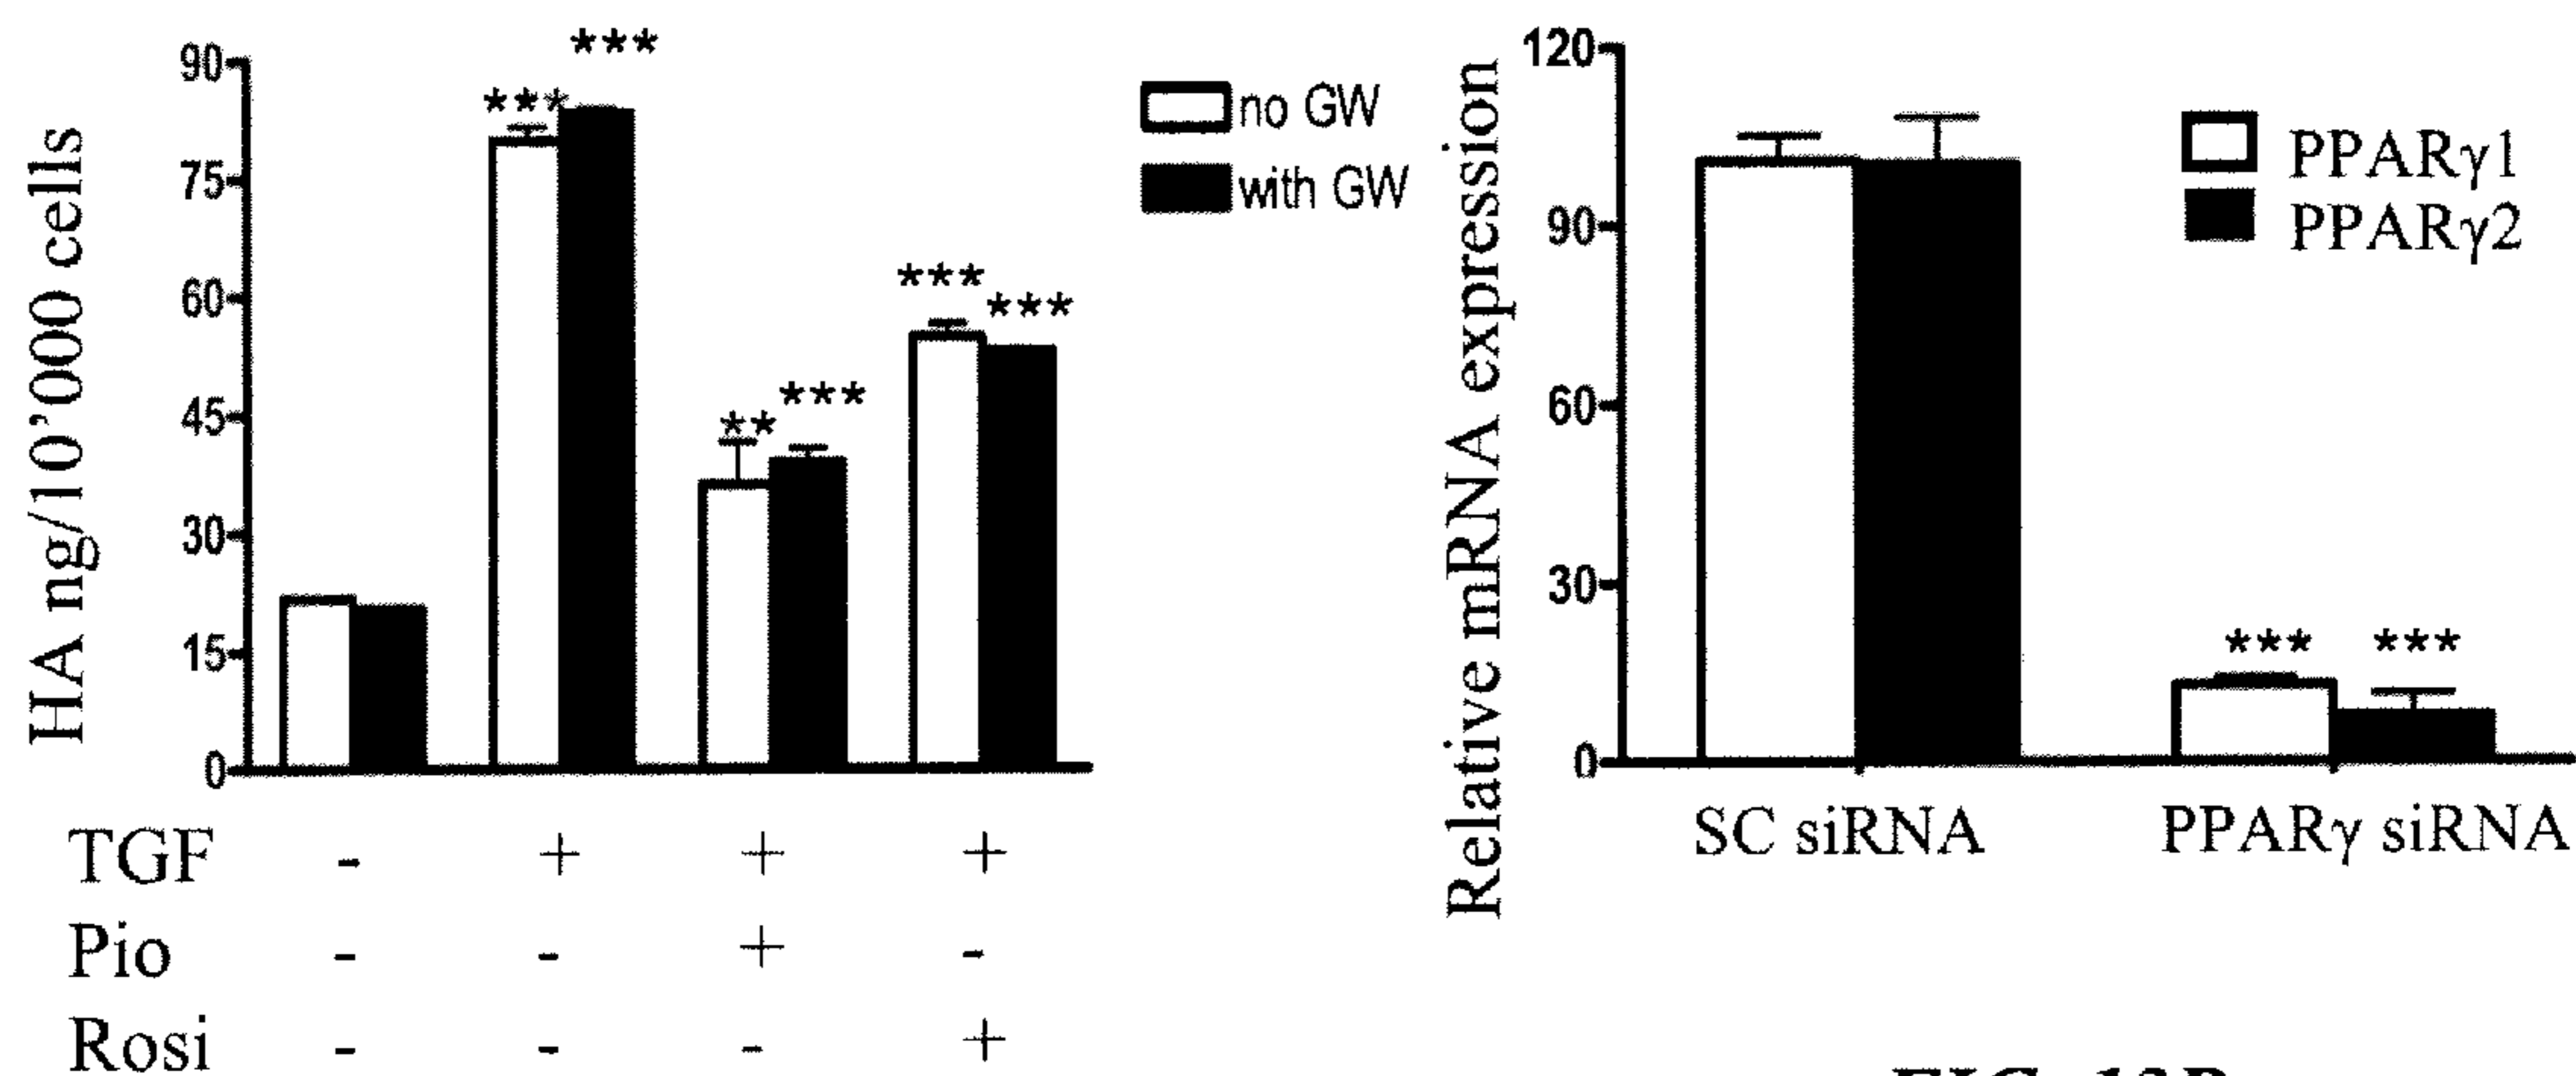 HA ng/10'000 cells
90
75
60
45
30
15
0
***
***
**
***
***
***
no GW
with GW
TGF - + + +
Pio - - + -
Rosi - - - +
Relative mRNA expression
120
90
60
30
0
***
***
PPARγ1
PPARγ2
SC siRNA
PPARγ siRNA